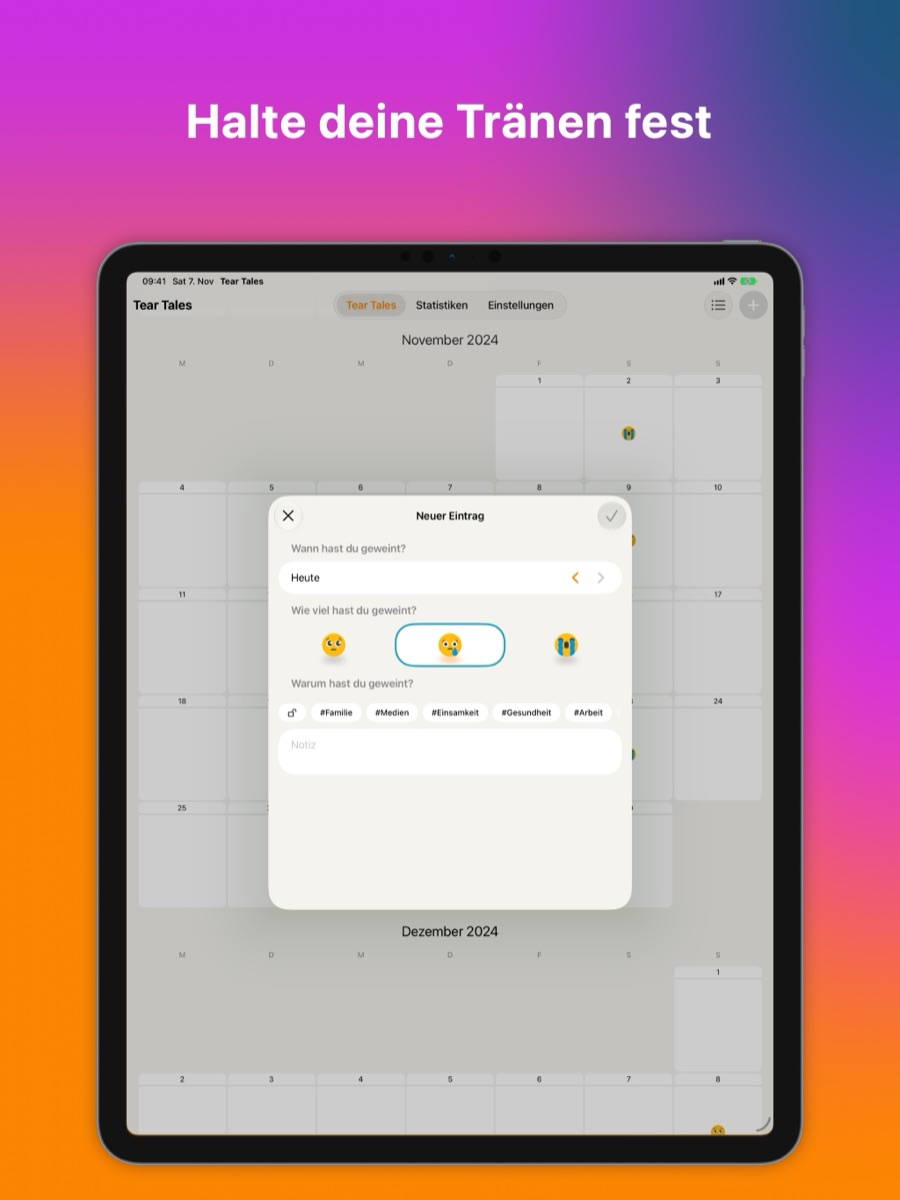 Halte deine Tränen fest
09:41 Sat 7. Nov Tear Tales
Tear Tales Tear Tales Statistiken Einstellungen
November 2024
M D M D F S S
1 2 3
4 5 6 7 8 9 10
Neuer Eintrag
Wann hast du geweint?
Heute
11 17
Wie viel hast du geweint?
Warum hast du geweint?
18 24
#Familie #Medien #Einsamkeit #Gesundheit #Arbeit
Notiz
25
Dezember 2024
M D M D F S S
1
2 3 4 5 6 7 8